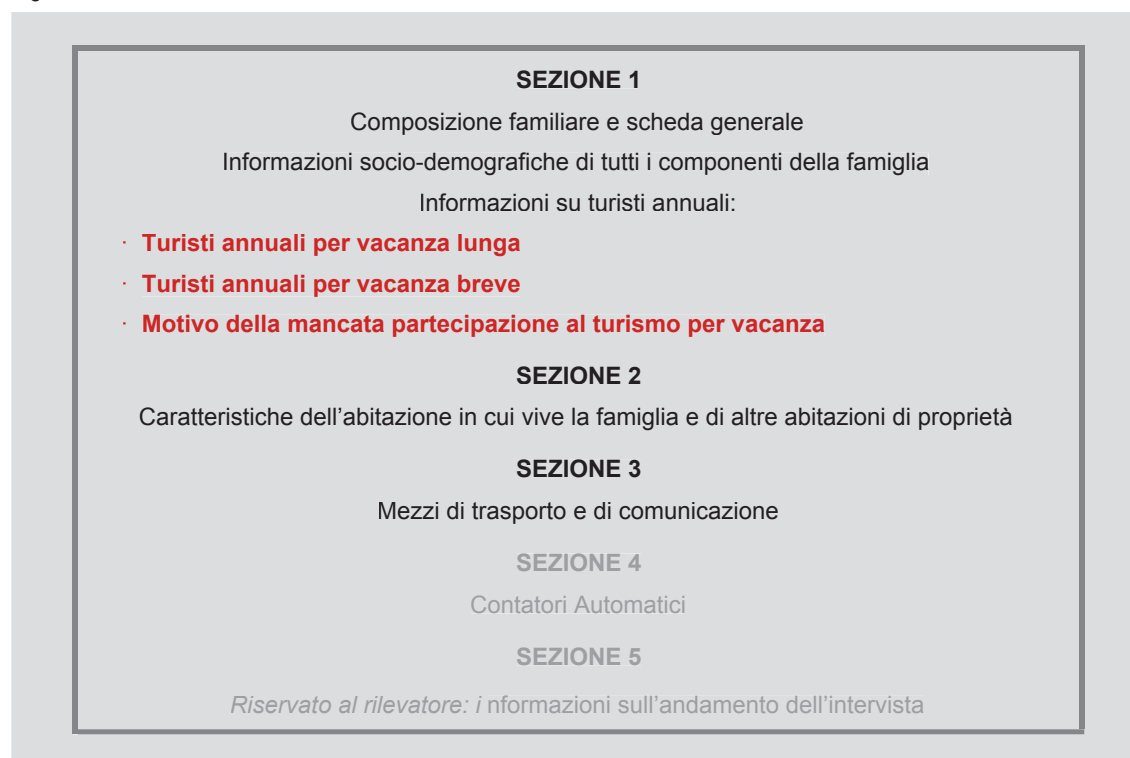 SEZIONE 1
Composizione familiare e scheda generale
Informazioni socio-demografiche di tutti i componenti della famiglia
Informazioni su turisti annuali:
· Turisti annuali per vacanza lunga
· Turisti annuali per vacanza breve
· Motivo della mancata partecipazione al turismo per vacanza
SEZIONE 2
Caratteristiche dell’abitazione in cui vive la famiglia e di altre abitazioni di proprietà
SEZIONE 3
Mezzi di trasporto e di comunicazione
SEZIONE 4
Contatori Automatici
SEZIONE 5
Riservato al rilevatore: i nformazioni sull’andamento dell’intervista